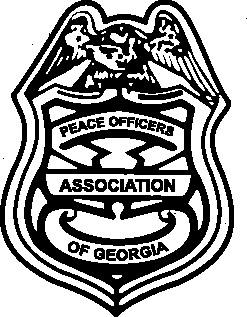 PEACE OFFICERS
ASSOCIATION
OF GEORGIA